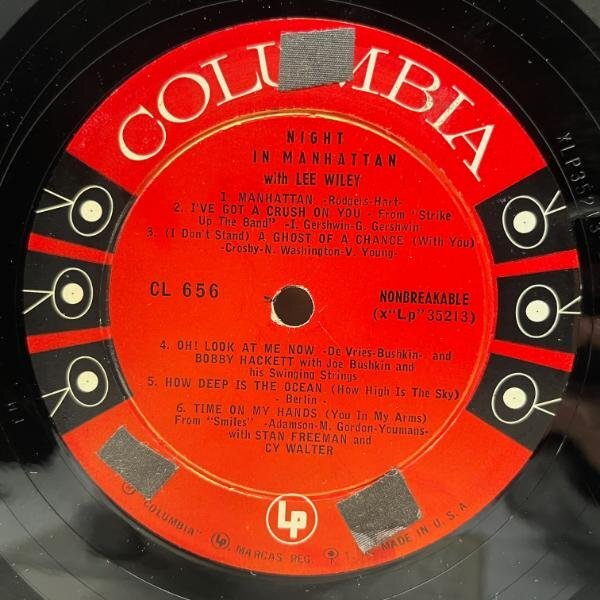 COLUMBIA
NIGHT
IN MANHATTAN
with LEE WILEY
1. MANHATTAN -Rodgers-Hart-
2. I'VE GOT A CRUSH ON YOU - From "Strike
Up The Band" -I. Gershwin-G. Gershwin-
3. (I Don't Stand) A GHOST OF A CHANCE (With You)
-Crosby-N. Washington-V. Young-
CL 656
NONBREAKABLE
(x"Lp"35213)
4. OH! LOOK AT ME NOW -De Vries-Bushkin- and
BOBBY HACKETT with Joe Bushkin and
his Swinging Strings
5. HOW DEEP IS THE OCEAN (How High Is The Sky)
- Berlin -
6. TIME ON MY HANDS (You In My Arms)
From "Smiles" -Adamson-M. Gordon-Youmans-
with STAN FREEMAN and
CY WALTER
LP
"COLUMBIA" LP MARCAS REG. MADE IN U.S.A
XLP35213